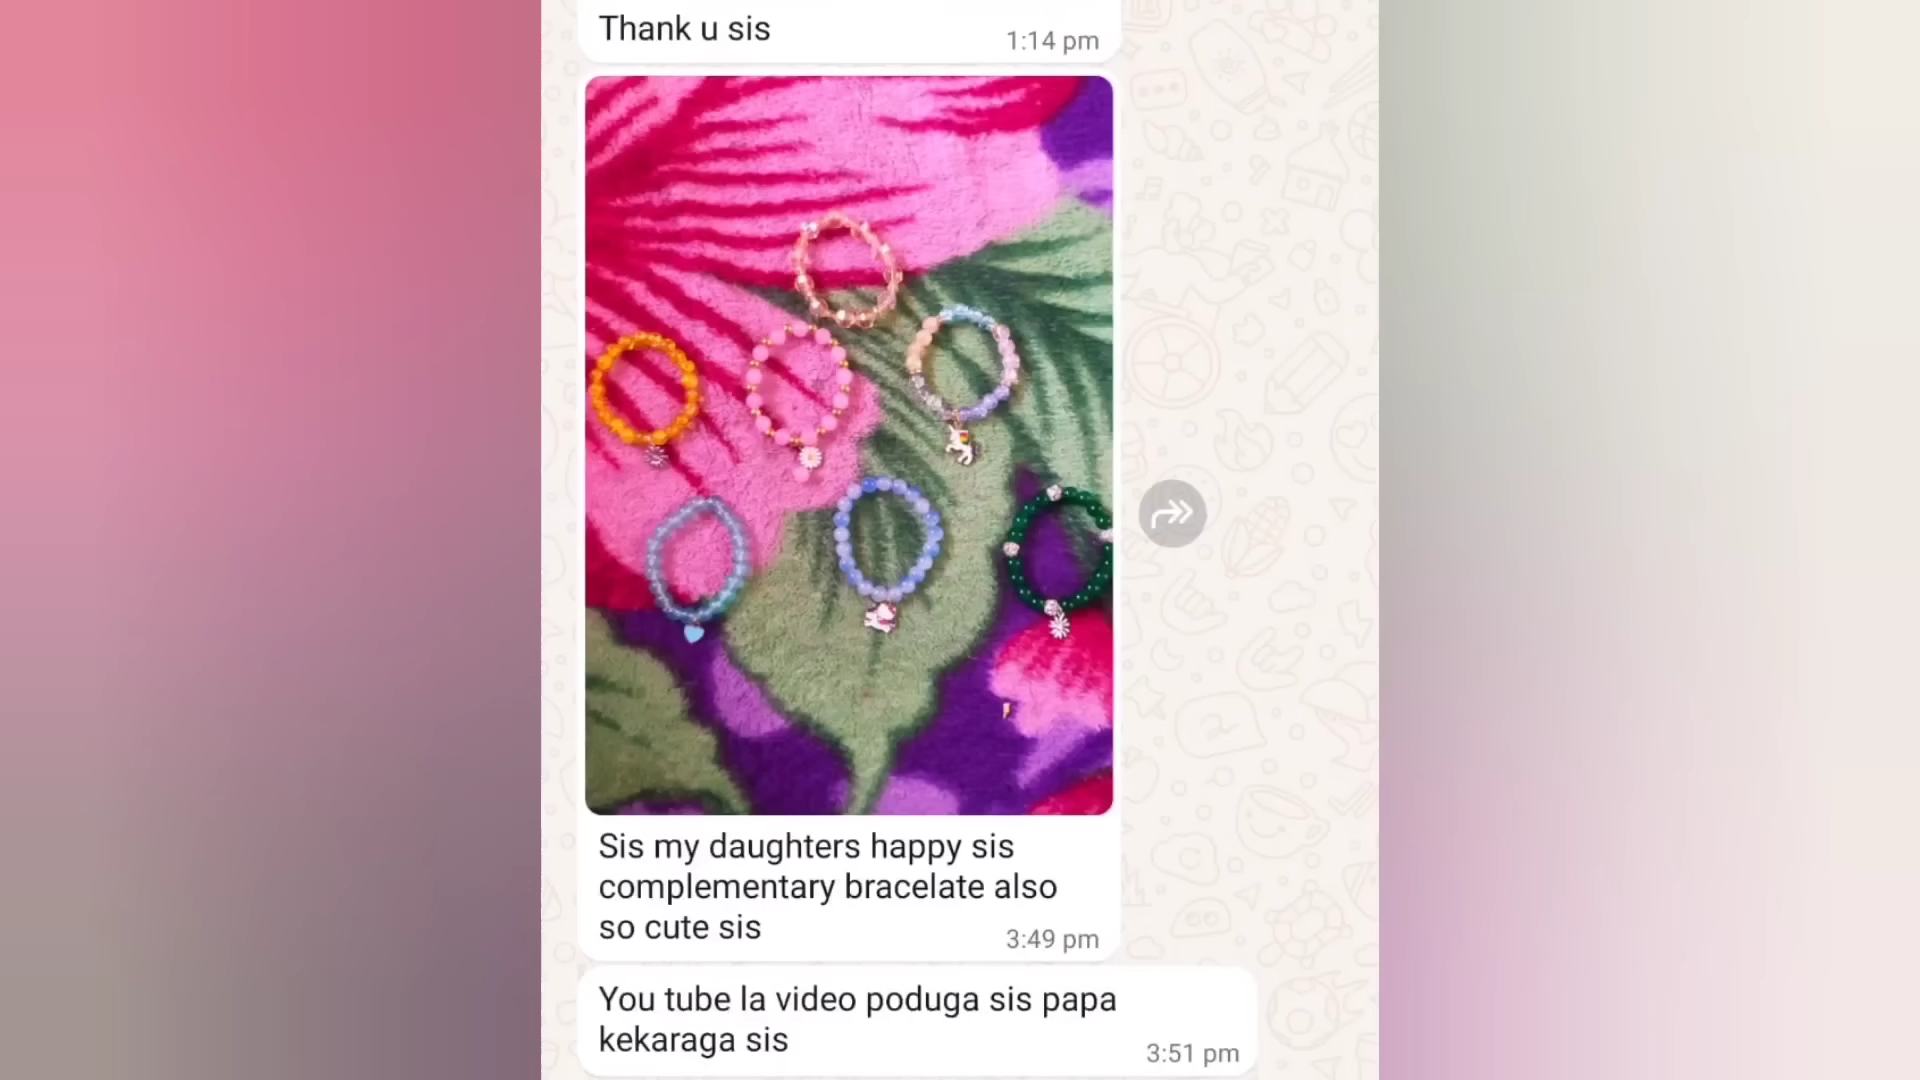 Thank u sis
1:14 pm
Sis my daughters happy sis
complementary bracelate also
so cute sis
3:49 pm
You tube la video poduga sis papa
kekaraga sis
3:51 pm